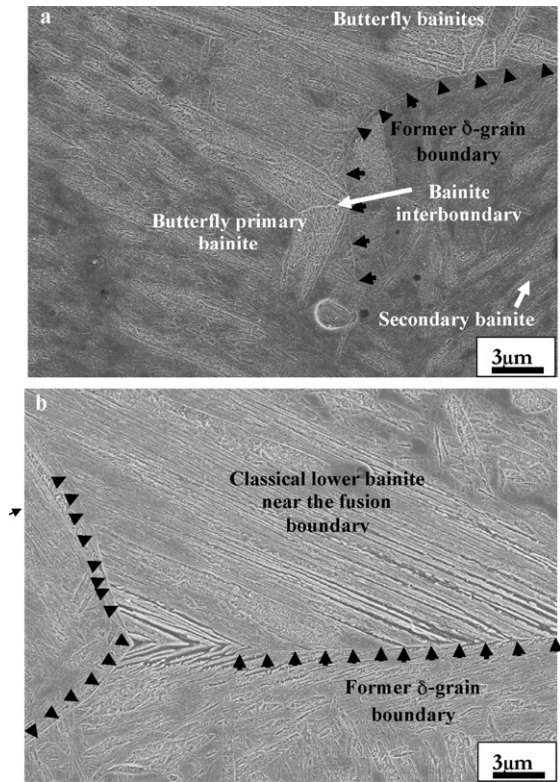 a
Butterfly bainites
Former δ-grain
boundary
Bainite
interboundary
Butterfly primary
bainite
Secondary bainite
3μm
b
Classical lower bainite
near the fusion
boundary
Former δ-grain
boundary
3μm